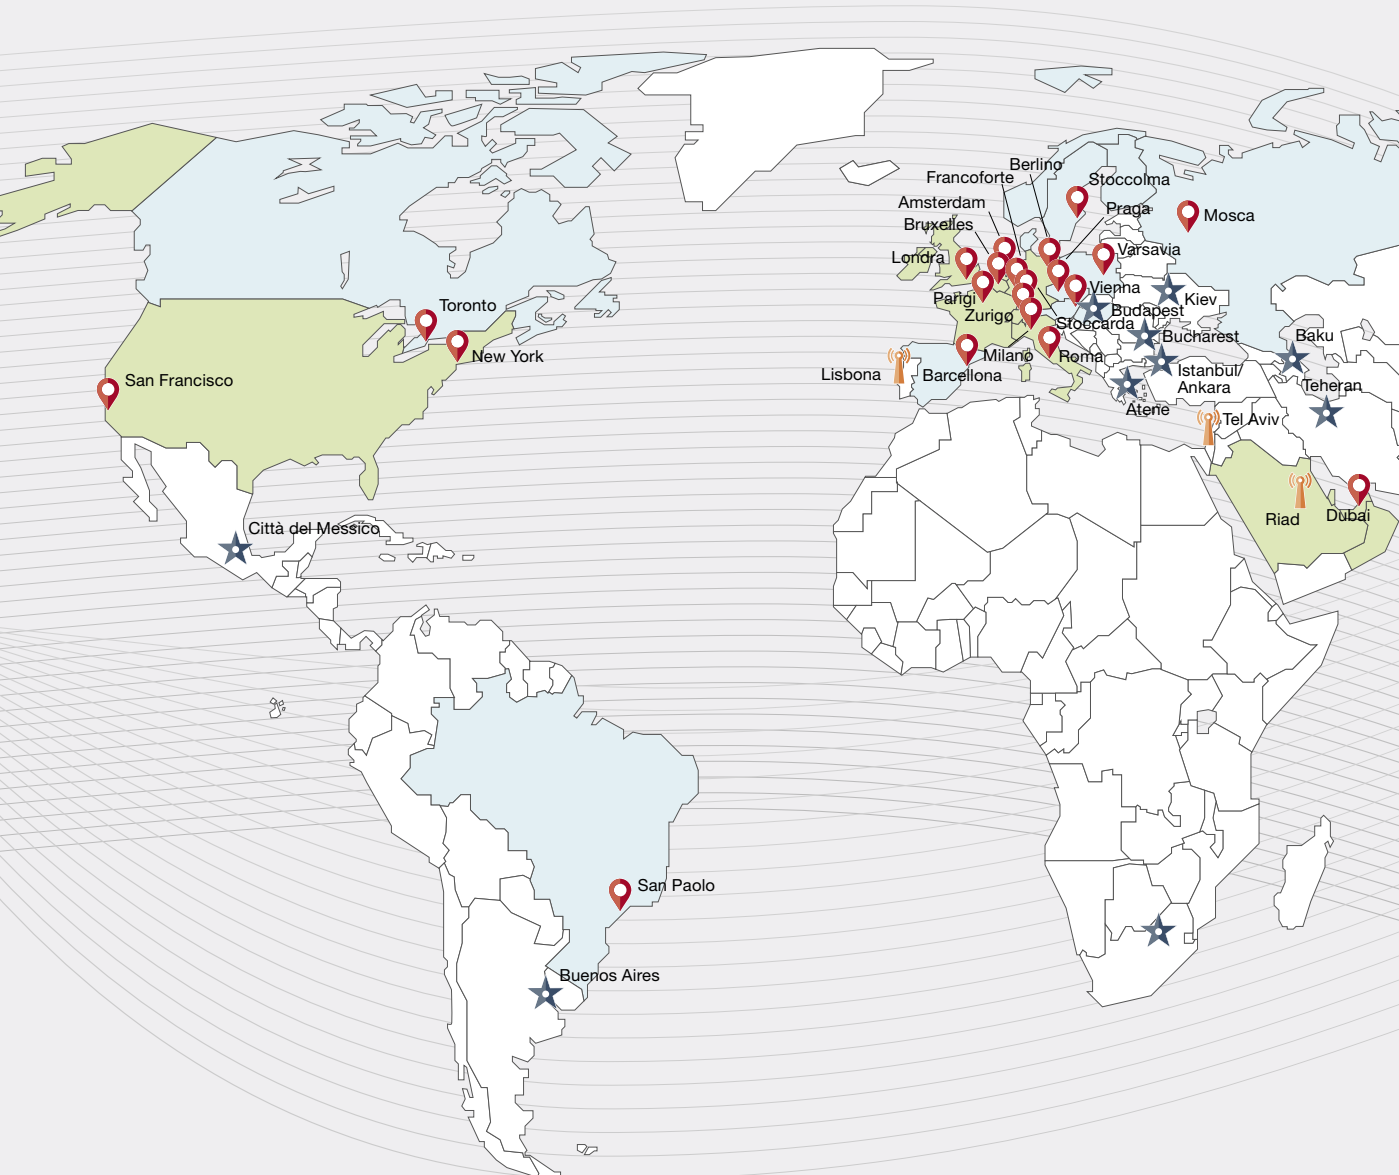 Berlino
Francoforte
Stoccolma
Amsterdam
Praga
Mosca
Bruxelles
Varsavia
Londra
Vienna
Parigi
Kiev
Toronto
Budapest
Zurigo
Stoccarda
Bucharest
Baku
New York
Milano
Roma
Istanbul/
Ankara
San Francisco
Lisbona
Barcellona
Teheran
Atene
Tel Aviv
Riad
Dubai
Città del Messico
San Paolo
Buenos Aires